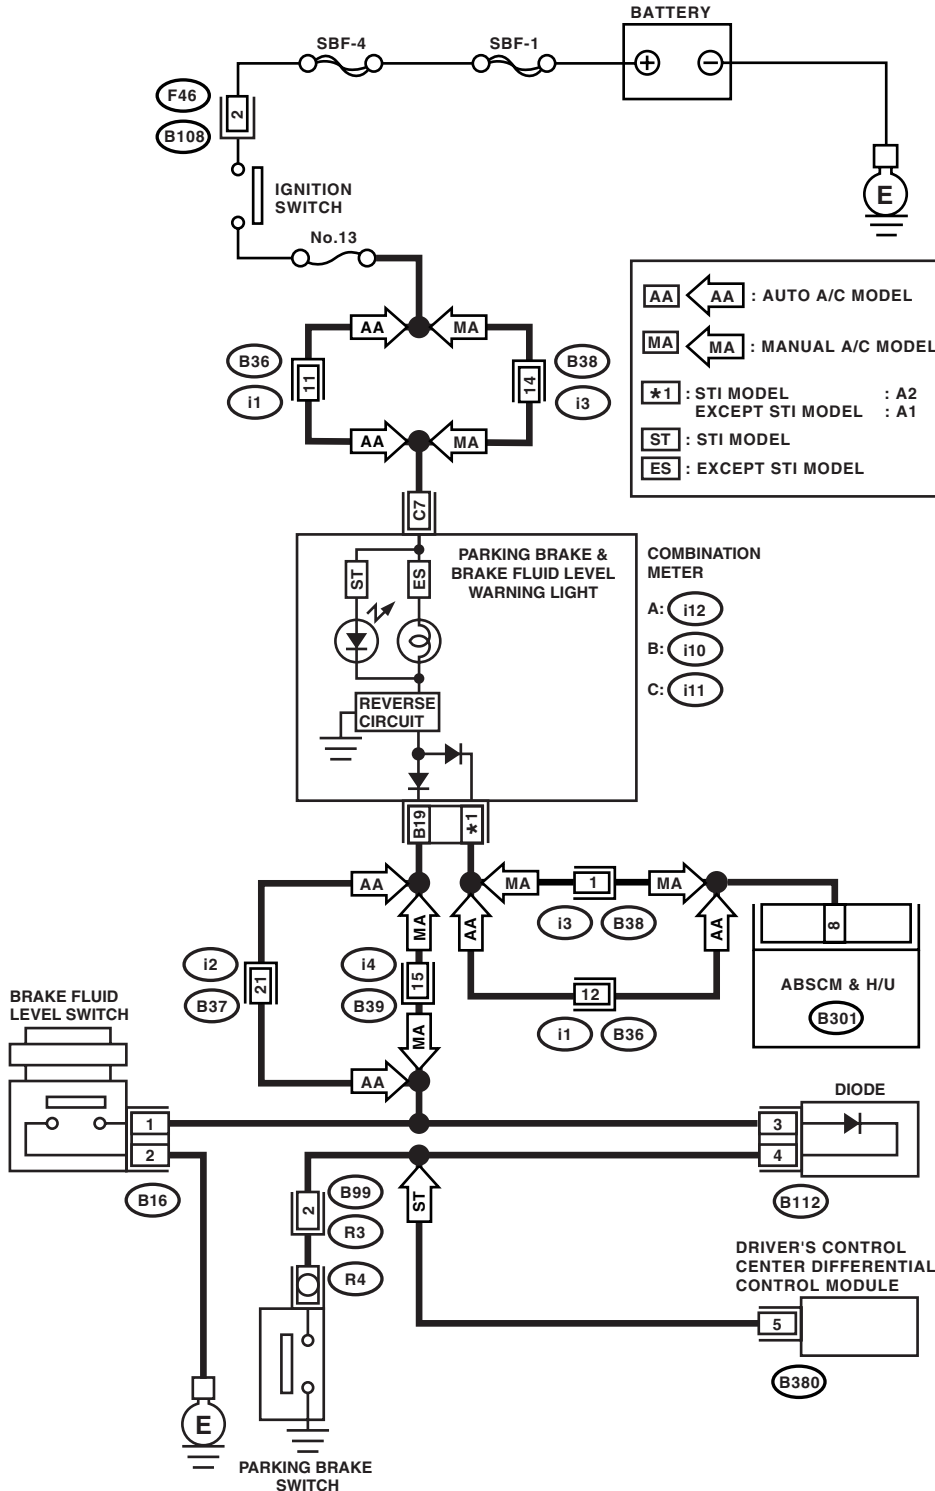 BATTERY
SBF-4
SBF-1
F46
2
B108
E
IGNITION
SWITCH
No.13
AA
MA
B36
11
i1
B38
14
i3
AA
MA
AA
AA
: AUTO A/C MODEL
MA
MA
: MANUAL A/C MODEL
*1
: STI MODEL : A2
EXCEPT STI MODEL : A1
ST
: STI MODEL
ES
: EXCEPT STI MODEL
C7
PARKING BRAKE &
BRAKE FLUID LEVEL
WARNING LIGHT
ST
ES
REVERSE
CIRCUIT
COMBINATION
METER
A: i12
B: i10
C: i11
B19
*1
AA
MA
MA
1
MA
AA
AA
i3
B38
8
i2
21
B37
i4
15
B39
12
i1
B36
ABSCM & H/U
B301
MA
AA
BRAKE FLUID
LEVEL SWITCH
1
2
B16
DIODE
3
4
B112
B99
2
R3
R4
ST
DRIVER'S CONTROL
CENTER DIFFERENTIAL
CONTROL MODULE
5
B380
E
PARKING BRAKE
SWITCH